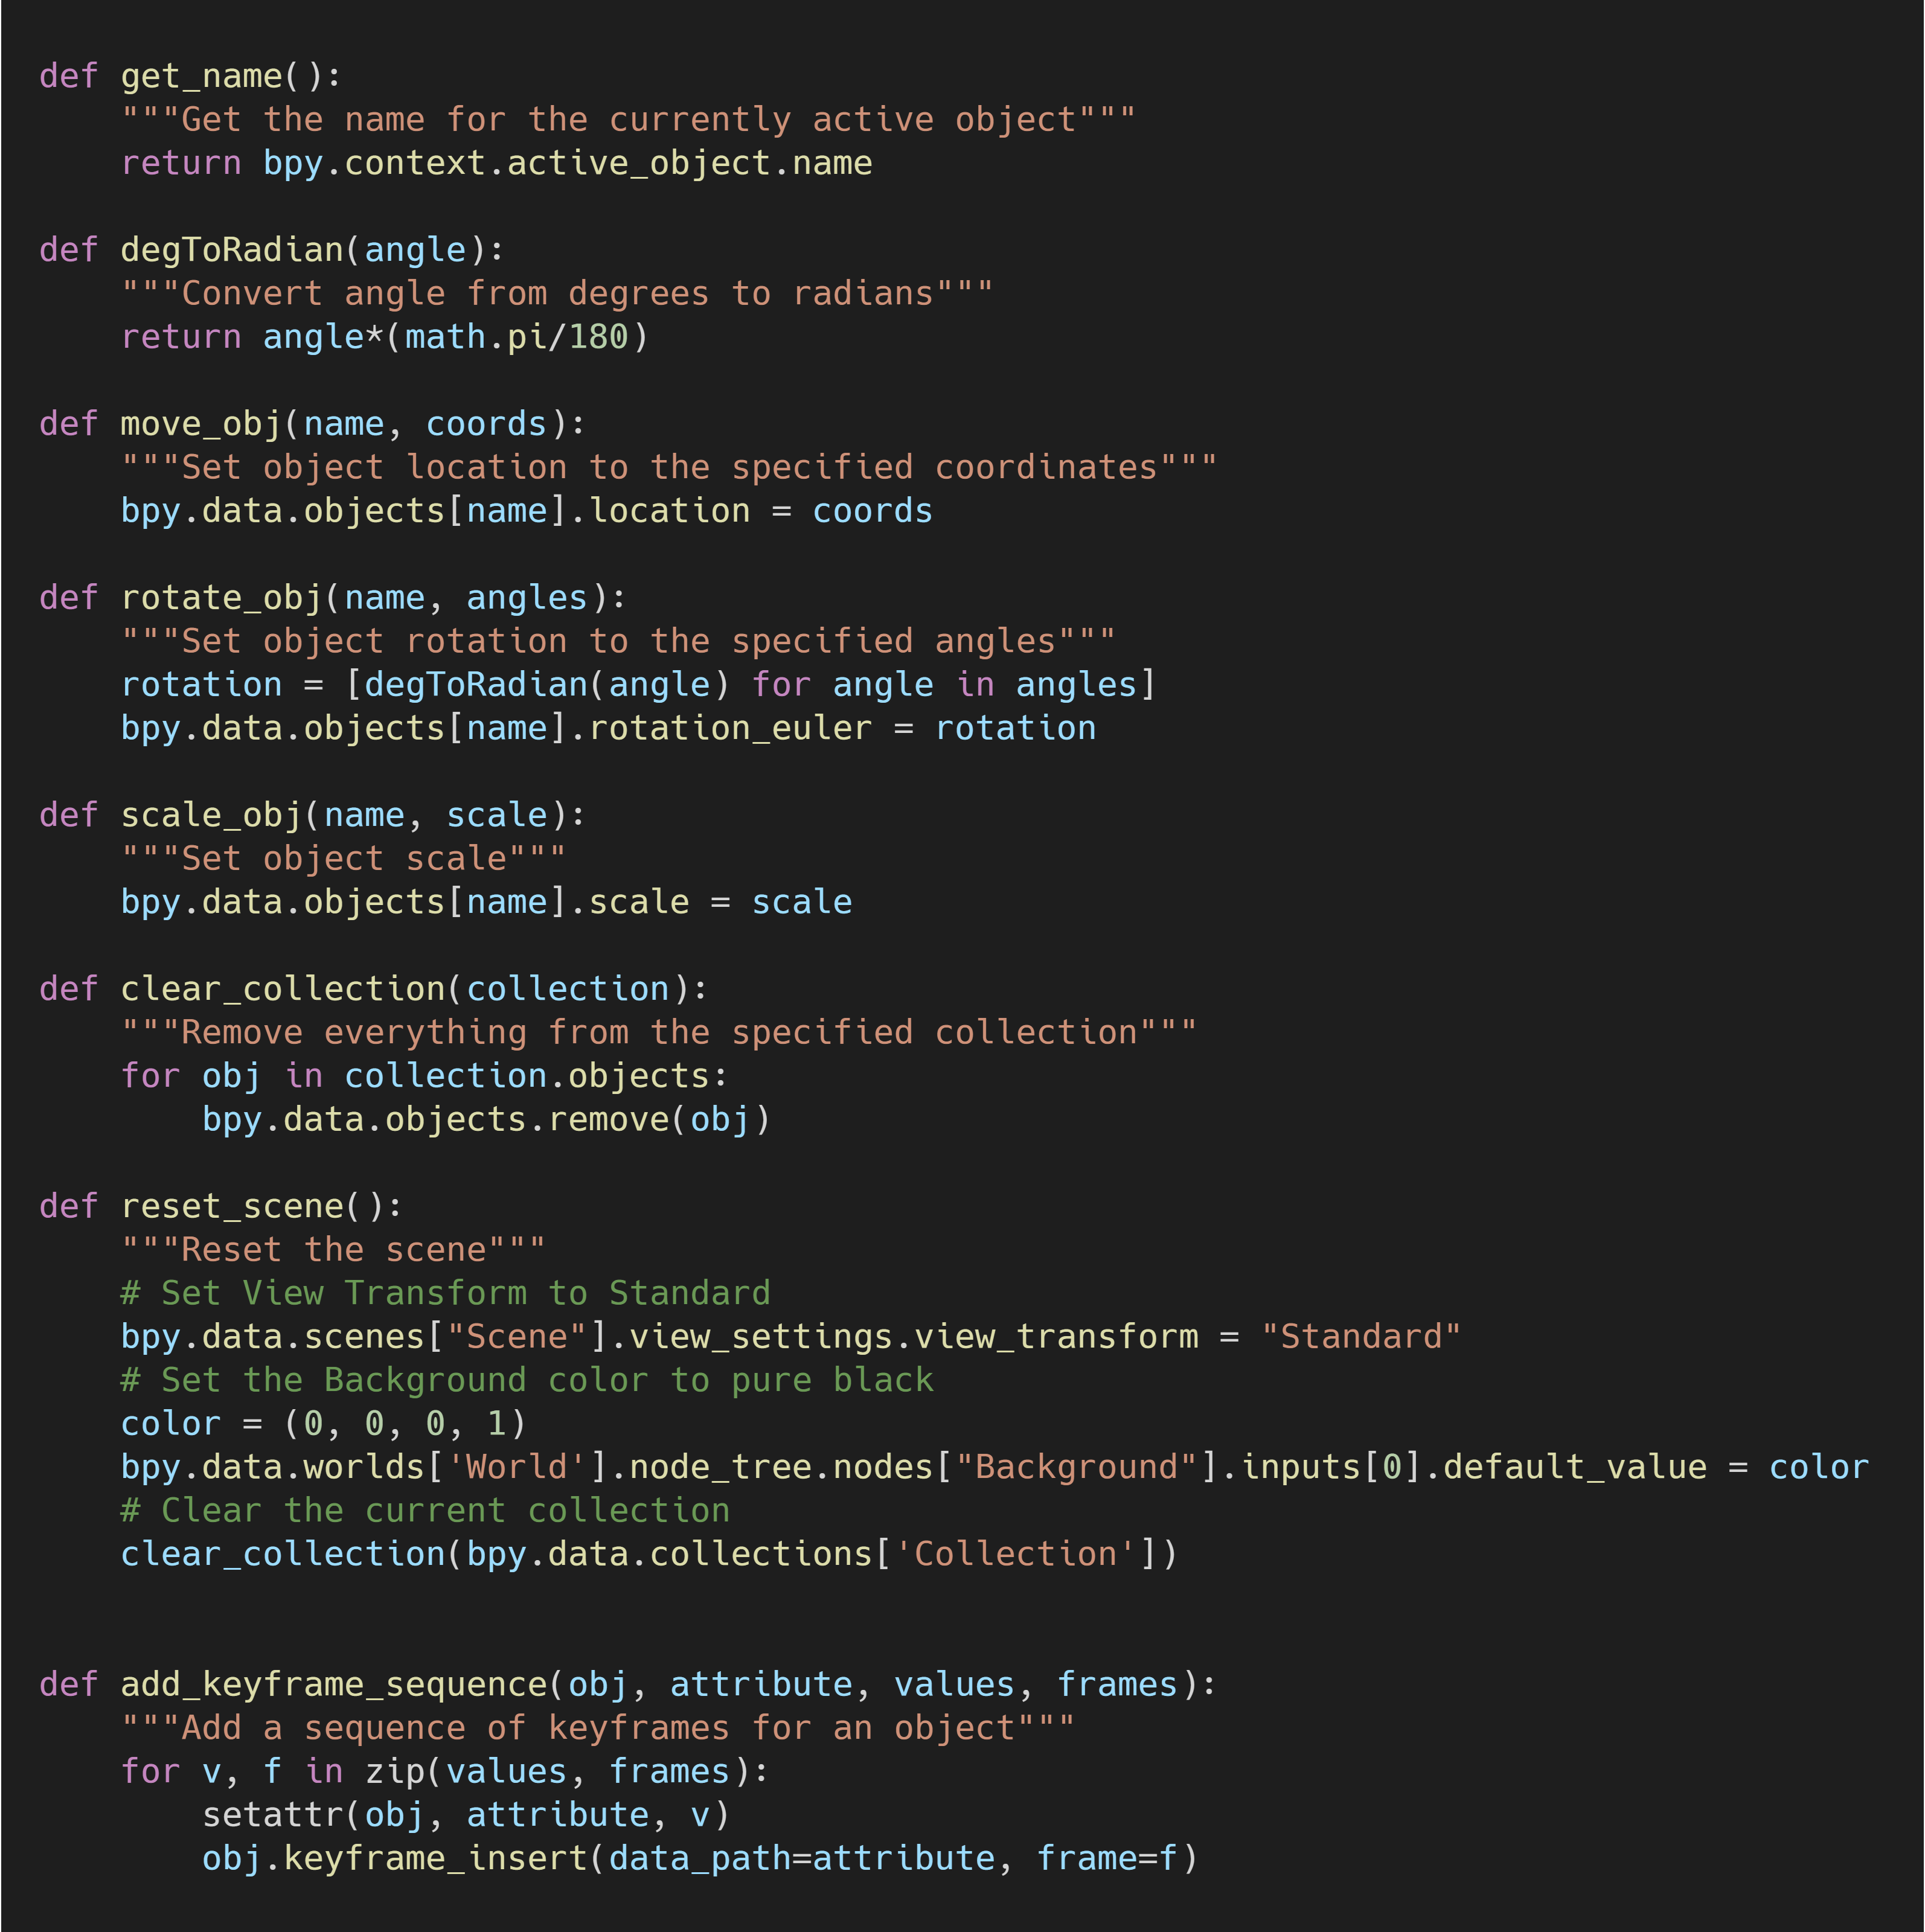 def get_name():
    """Get the name for the currently active object"""
    return bpy.context.active_object.name

def degToRadian(angle):
    """Convert angle from degrees to radians"""
    return angle*(math.pi/180)

def move_obj(name, coords):
    """Set object location to the specified coordinates"""
    bpy.data.objects[name].location = coords

def rotate_obj(name, angles):
    """Set object rotation to the specified angles"""
    rotation = [degToRadian(angle) for angle in angles]
    bpy.data.objects[name].rotation_euler = rotation

def scale_obj(name, scale):
    """Set object scale"""
    bpy.data.objects[name].scale = scale

def clear_collection(collection):
    """Remove everything from the specified collection"""
    for obj in collection.objects:
        bpy.data.objects.remove(obj)

def reset_scene():
    """Reset the scene"""
    # Set View Transform to Standard
    bpy.data.scenes["Scene"].view_settings.view_transform = "Standard"
    # Set the Background color to pure black
    color = (0, 0, 0, 1)
    bpy.data.worlds['World'].node_tree.nodes["Background"].inputs[0].default_value = color
    # Clear the current collection
    clear_collection(bpy.data.collections['Collection'])


def add_keyframe_sequence(obj, attribute, values, frames):
    """Add a sequence of keyframes for an object"""
    for v, f in zip(values, frames):
        setattr(obj, attribute, v)
        obj.keyframe_insert(data_path=attribute, frame=f)